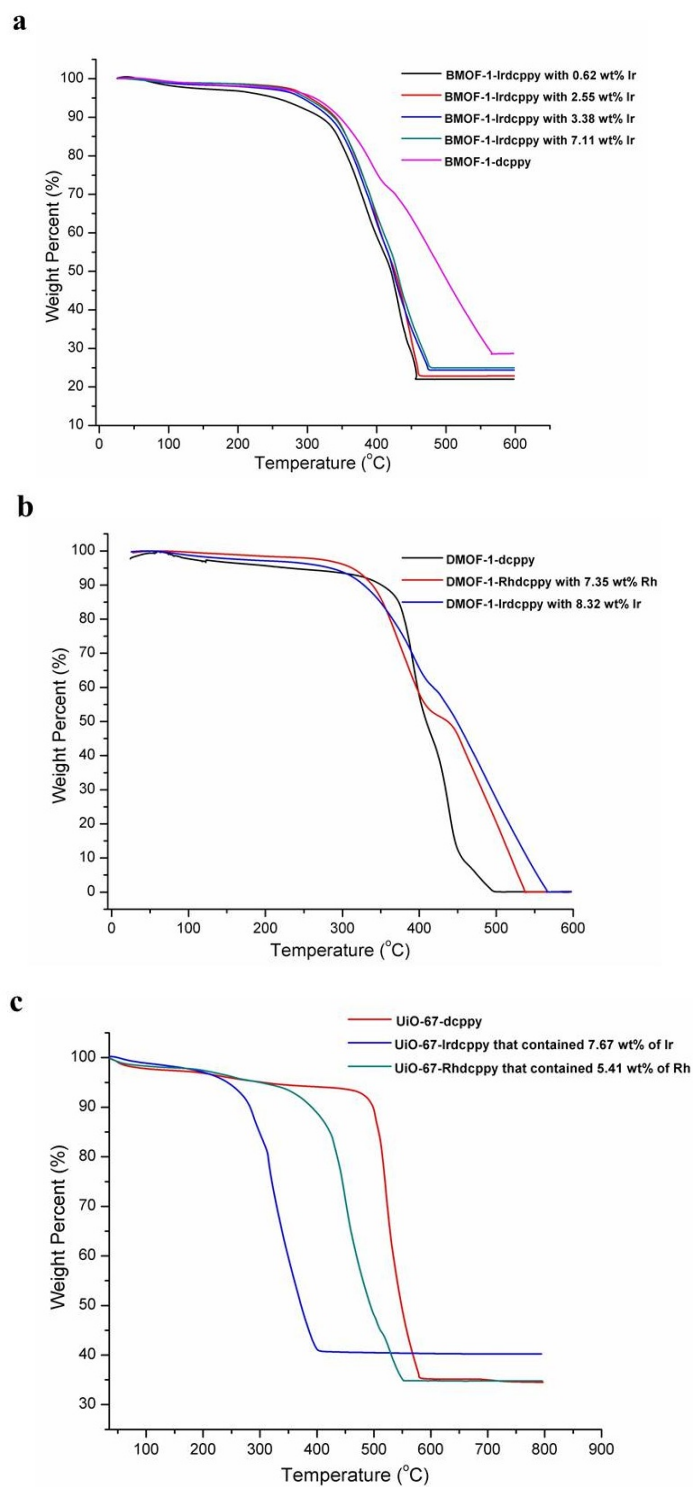 a
BMOF-1-Irdcppy with 0.62 wt% Ir
BMOF-1-Irdcppy with 2.55 wt% Ir
BMOF-1-Irdcppy with 3.38 wt% Ir
BMOF-1-Irdcppy with 7.11 wt% Ir
BMOF-1-dcppy
Weight Percent (%)
100
90
80
70
60
50
40
30
20
10
0 100 200 300 400 500 600
Temperature (°C)
b
DMOF-1-dcppy
DMOF-1-Rhdcppy with 7.35 wt% Rh
DMOF-1-Irdcppy with 8.32 wt% Ir
Weight Percent (%)
100
90
80
70
60
50
40
30
20
10
0
0 100 200 300 400 500 600
Temperature (°C)
c
UiO-67-dcppy
UiO-67-Irdcppy that contained 7.67 wt% of Ir
UiO-67-Rhdcppy that contained 5.41 wt% of Rh
Weight Percent (%)
100
90
80
70
60
50
40
30
100 200 300 400 500 600 700 800 900
Temperature (°C)